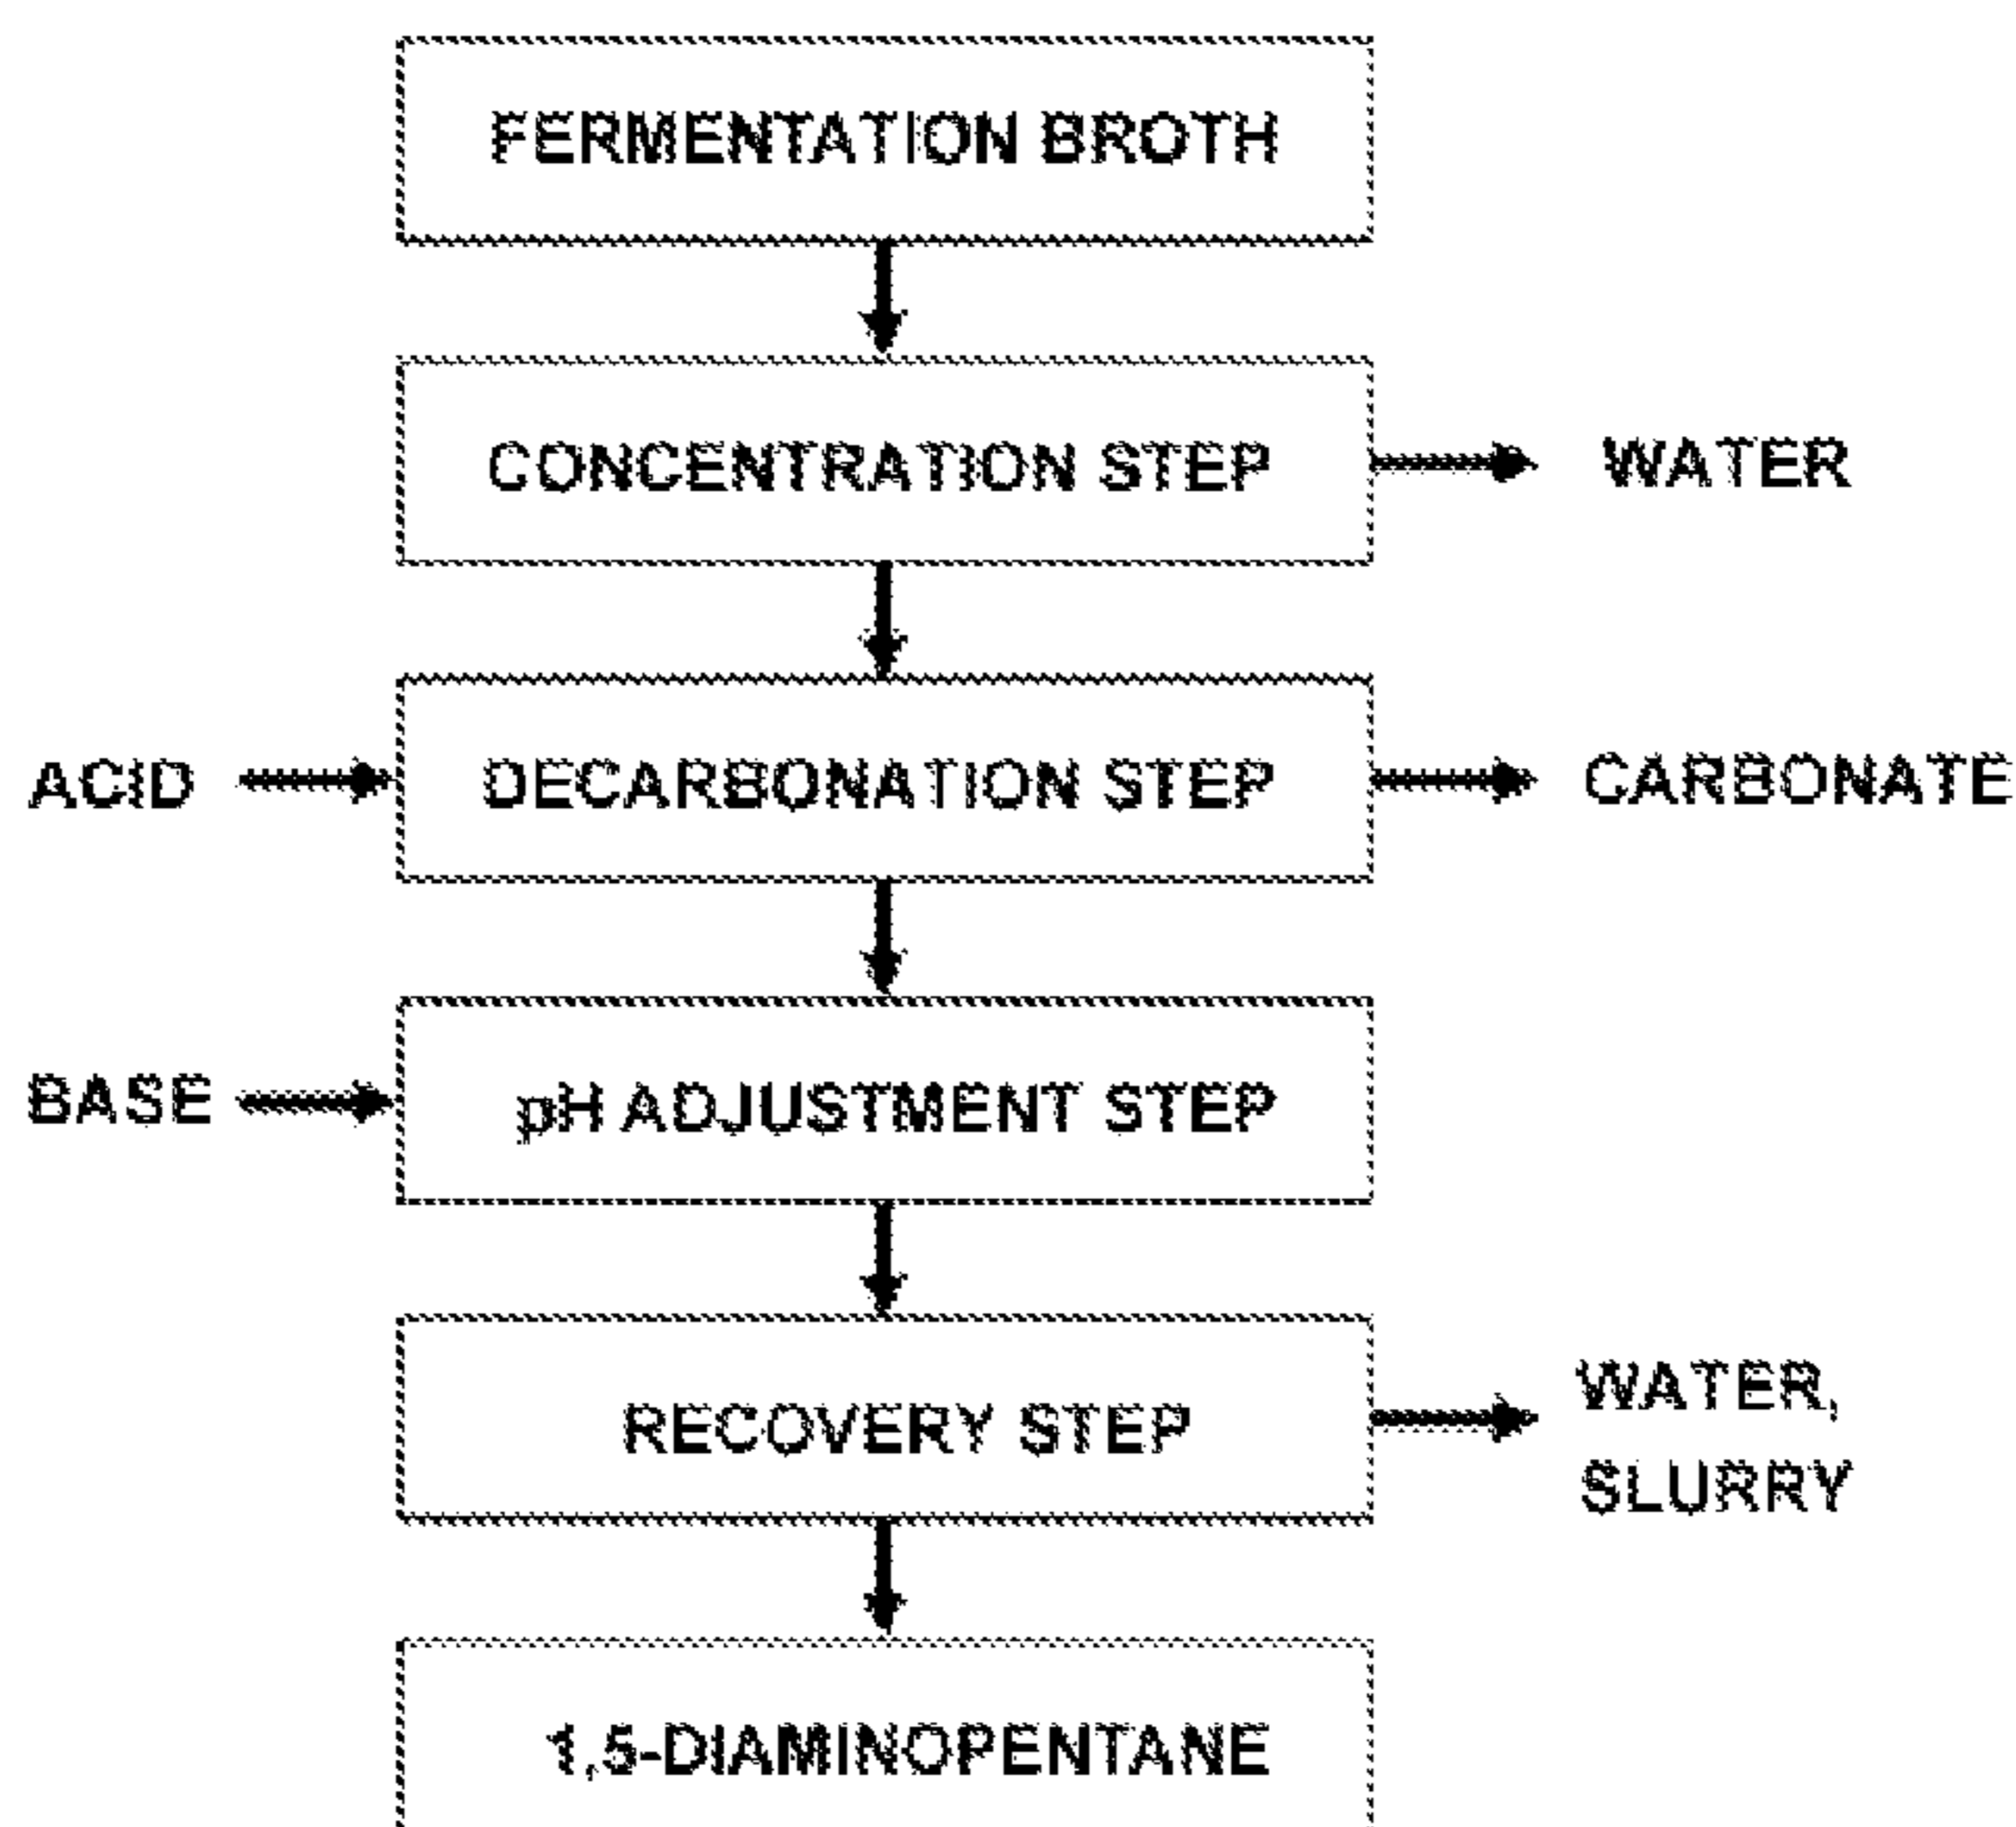 FERMENTATION BROTH
CONCENTRATION STEP
WATER
ACID
DECARBONATION STEP
CARBONATE
BASE
pH ADJUSTMENT STEP
RECOVERY STEP
WATER,
SLURRY
1,5-DIAMINOPENTANE